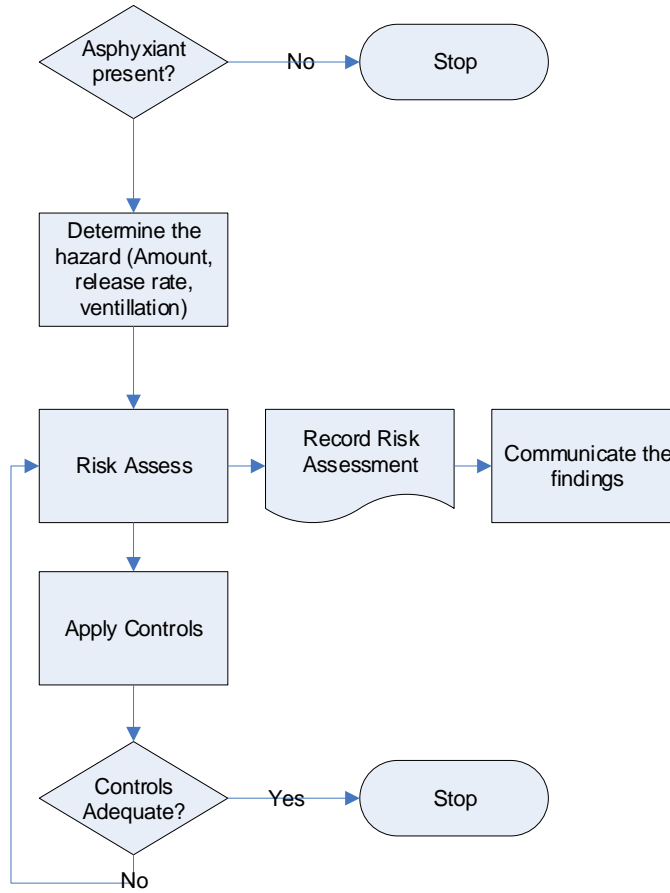 Asphyxiant
present?
No
Stop
Determine the
hazard (Amount,
release rate,
ventillation)
Risk Assess
Record Risk
Assessment
Communicate the
findings
Apply Controls
Controls
Adequate?
Yes
Stop
No